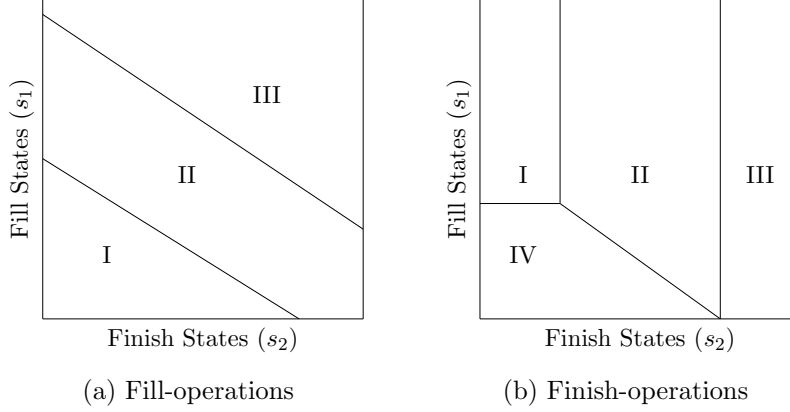 III
II
I
Fill States (s₁)
Finish States (s₂)
(a) Fill-operations
I
II
III
IV
Fill States (s₁)
Finish States (s₂)
(b) Finish-operations